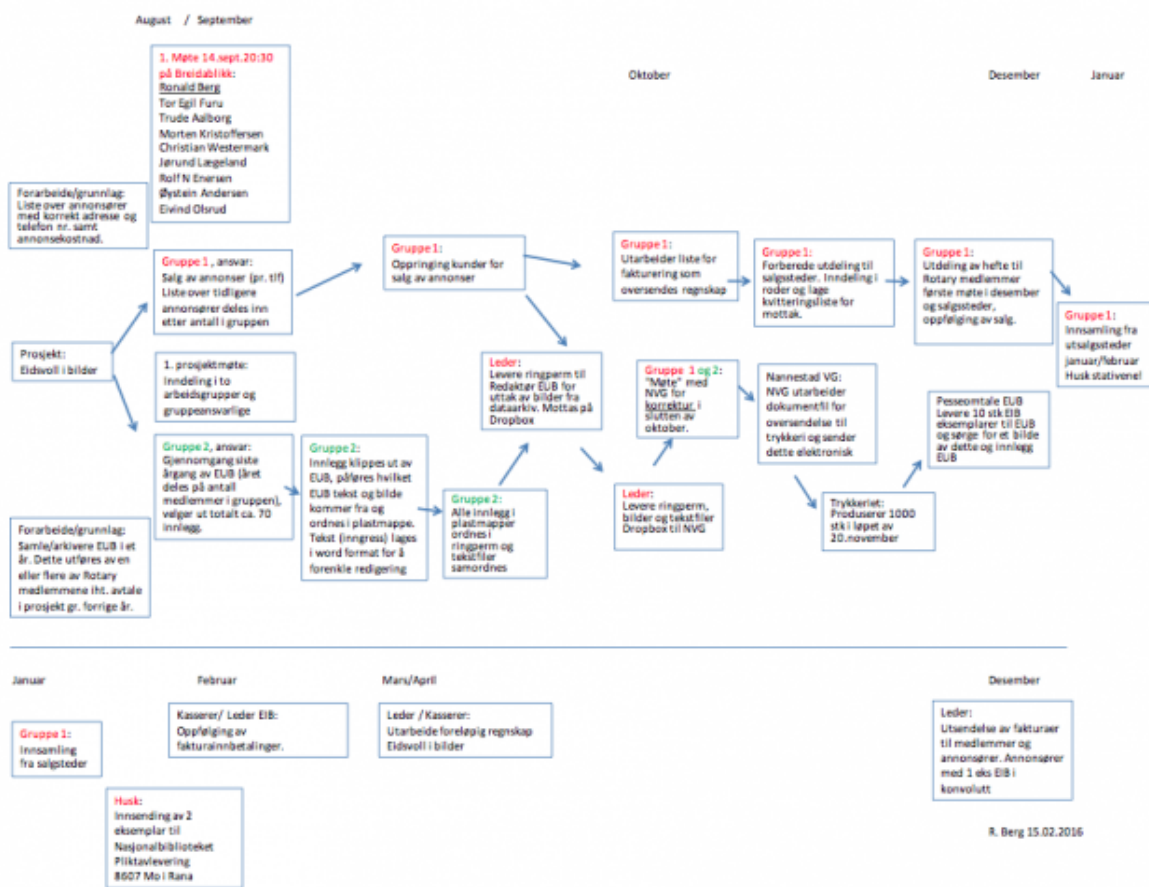 August / September
Oktober
Desember
Januar
1. Møte 14.sept.20:30
på Breidablikk:
Ronald Berg
Tor Egil Furu
Trude Aalborg
Morten Kristoffersen
Christian Westermark
Jørund Lægeland
Rolf N Enersen
Øystein Andersen
Eivind Olsrud
Forarbeide/grunnlag:
Liste over annonsører
med korrekt adresse og
telefon nr. samt
annonsekostnad.
Gruppe 1, ansvar:
Salg av annonser (pr. tlf)
Liste over tidligere
annonsører deles inn
etter antall i gruppen
Gruppe 1:
Oppringing kunder for
salg av annonser
Gruppe 1:
Utarbeider liste for
fakturering som
oversendes regnskap
Gruppe 1:
Forberede utdeling til
salgssteder. Inndeling i
roder og lage
kvitteringsliste for
mottak.
Gruppe 1:
Utdeling av hefte til
Rotary medlemmer
første møte i desember
og salgssteder,
oppfølging av salg.
Gruppe 1:
Innsamling fra
utsalgssteder
januar/februar
Husk stativene!
Prosjekt:
Eidsvoll i bilder
1. prosjektmøte:
Inndeling i to
arbeidsgrupper og
gruppeansvarlige
Leder:
Levere ringperm til
Redaktør EUB for
uttak av bilder fra
dataarkiv. Mottas på
Dropbox
Gruppe 1 og 2:
"Møte" med
NVG for
korrektur i
slutten av
oktober.
Nannestad VG:
NVG utarbeider
dokumentfil for
oversendelse til
trykkeri og sender
dette elektronisk
Pesseomtale EUB
Levere 10 stk EIB
eksemplarer til EUB
og sørge for et bilde
av dette og innlegg
EUB
Gruppe 2, ansvar:
Gjennomgang siste
årgang av EUB (året
deles på antall
medlemmer i gruppen),
velger ut totalt ca. 70
innlegg.
Gruppe 2:
Innlegg klippes ut av
EUB, påføres hvilket
EUB tekst og bilde
kommer fra og
ordnes i plastmappe.
Tekst (inngress) lages
i word format for å
forenkle redigering
Gruppe 2:
Alle innlegg i
plastmapper
ordnes i
ringperm og
tekstfiler
samordnes
Leder:
Levere ringperm,
bilder og tekstfiler
Dropbox til NVG
Trykkeriet:
Produserer 1000
stk i løpet av
20.november
Forarbeide/grunnlag:
Samle/arkivere EUB i et
år. Dette utføres av en
eller flere av Rotary
medlemmene iht. avtale
i prosjekt gr. forrige år.
Januar
Februar
Mars/April
Desember
Gruppe 1:
Innsamling
fra salgsteder
Kasserer/ Leder EIB:
Oppfølging av
fakturainnbetalinger.
Leder /Kasserer:
Utarbeide foreløpig regnskap
Eidsvoll i bilder
Leder:
Utsendelse av fakturaer
til medlemmer og
annonsører. Annonsører
med 1 eks EIB i
konvolutt
Husk:
Innsending av 2
eksemplar til
Nasjonalbiblioteket
Pliktavlevering
8607 Mo i Rana
R. Berg 15.02.2016